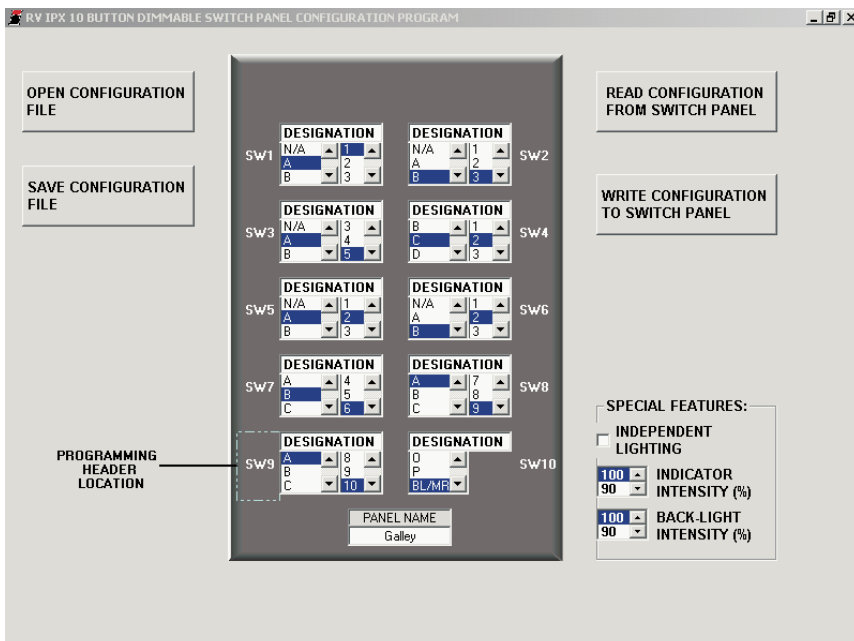 RV IPX 10 BUTTON DIMMABLE SWITCH PANEL CONFIGURATION PROGRAM
OPEN CONFIGURATION
FILE
SAVE CONFIGURATION
FILE
READ CONFIGURATION
FROM SWITCH PANEL
WRITE CONFIGURATION
TO SWITCH PANEL
DESIGNATION DESIGNATION
N/A 1 N/A 1
SW1 A 2 A 2 SW2
B 3 B 3
DESIGNATION DESIGNATION
N/A 3 B 1
SW3 A 4 C 2 SW4
B 5 D 3
DESIGNATION DESIGNATION
N/A 1 N/A 1
SW5 A 2 A 2 SW6
B 3 B 3
DESIGNATION DESIGNATION
A 4 A 7
SW7 B 5 B 8 SW8
C 6 C 9
DESIGNATION DESIGNATION
A 8 O
SW9 B 9 P SW10
C 10 BL/MR
PROGRAMMING
HEADER
LOCATION
PANEL NAME
Galley
SPECIAL FEATURES:
INDEPENDENT
LIGHTING
100 INDICATOR
90 INTENSITY (%)
100 BACK-LIGHT
90 INTENSITY (%)